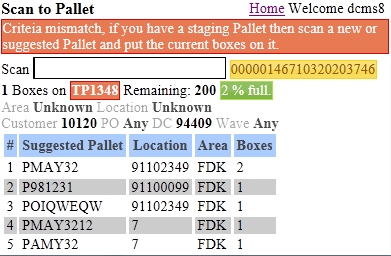 Scan to Pallet Home Welcome dcms8
Criteia mismatch, if you have a staging Pallet then scan a new or
suggested Pallet and put the current boxes on it.
Scan 00000146710320203746
1 Boxes on TP1348 Remaining: 200 2 % full.
Area Unknown Location Unknown
Customer 10120 PO Any DC 94409 Wave Any
# Suggested Pallet Location Area Boxes
1 PMAY32 91102349 FDK 2
2 P981231 91100099 FDK 1
3 POIQWEQW 91102349 FDK 1
4 PMAY3212 7 FDK 1
5 PAMY32 7 FDK 1